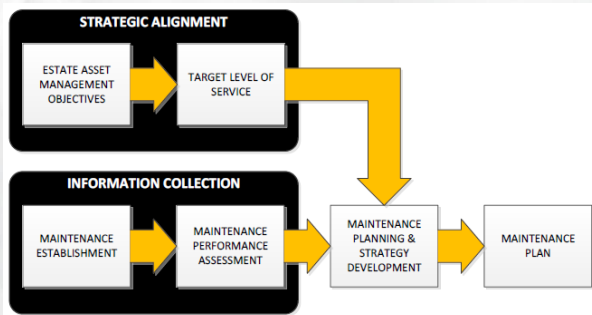 STRATEGIC ALIGNMENT
ESTATE ASSET
MANAGEMENT
OBJECTIVES
TARGET LEVEL OF
SERVICE
INFORMATION COLLECTION
MAINTENANCE
ESTABLISHMENT
MAINTENANCE
PERFORMANCE
ASSESSMENT
MAINTENANCE
PLANNING &
STRATEGY
DEVELOPMENT
MAINTENANCE
PLAN